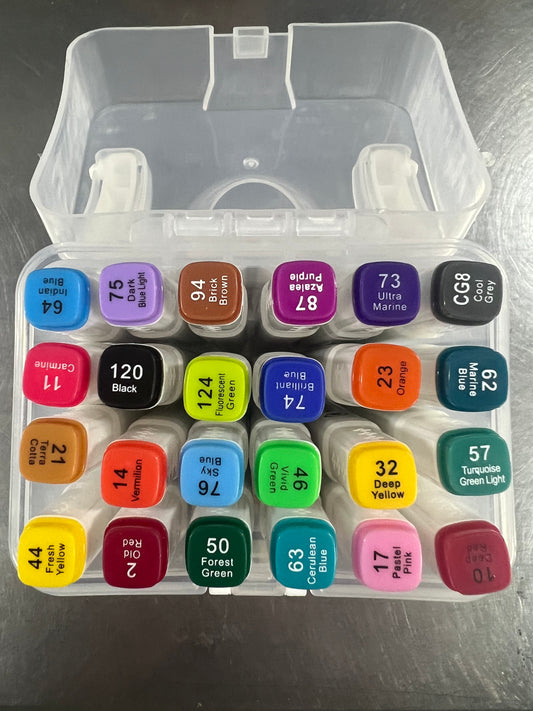 64
Indian
Blue
75
Dark
Blue Light
94
Brick
Brown
87
Azalea
Purple
73
Ultra
Marine
CG8
Cool
Grey
11
Carmine
120
Black
124
Fluorescent
Green
74
Brilliant
Blue
23
Orange
62
Marine
Blue
21
Terra
Cotta
14
Vermilion
76
Sky
Blue
46
Vivid
Green
32
Deep
Yellow
57
Turquoise
Green Light
44
Fresh
Yellow
2
Old
Red
50
Forest
Green
63
Cerulean
Blue
17
Pastel
Pink
10
Deep
Red